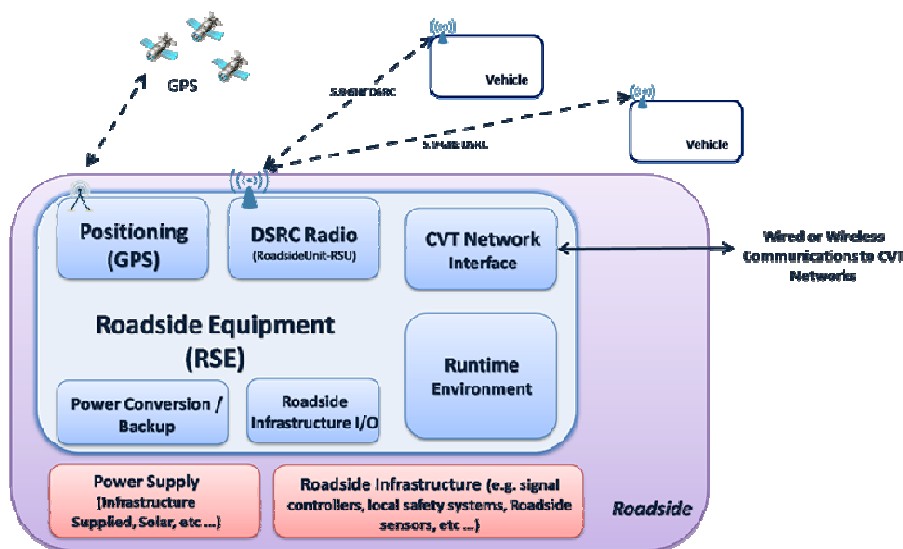 GPS
Vehicle
Vehicle
Positioning
(GPS)
DSRC Radio
(RoadsideUnit-RSU)
CVT Network
Interface
Wired or Wireless
Communications to CVT
Networks
Roadside Equipment
(RSE)
Runtime
Environment
Power Conversion /
Backup
Roadside
Infrastructure I/O
Power Supply
(Infrastructure
Supplied, Solar, etc ...)
Roadside Infrastructure (e.g. signal
controllers, local safety systems, Roadside
sensors, etc ...)
Roadside